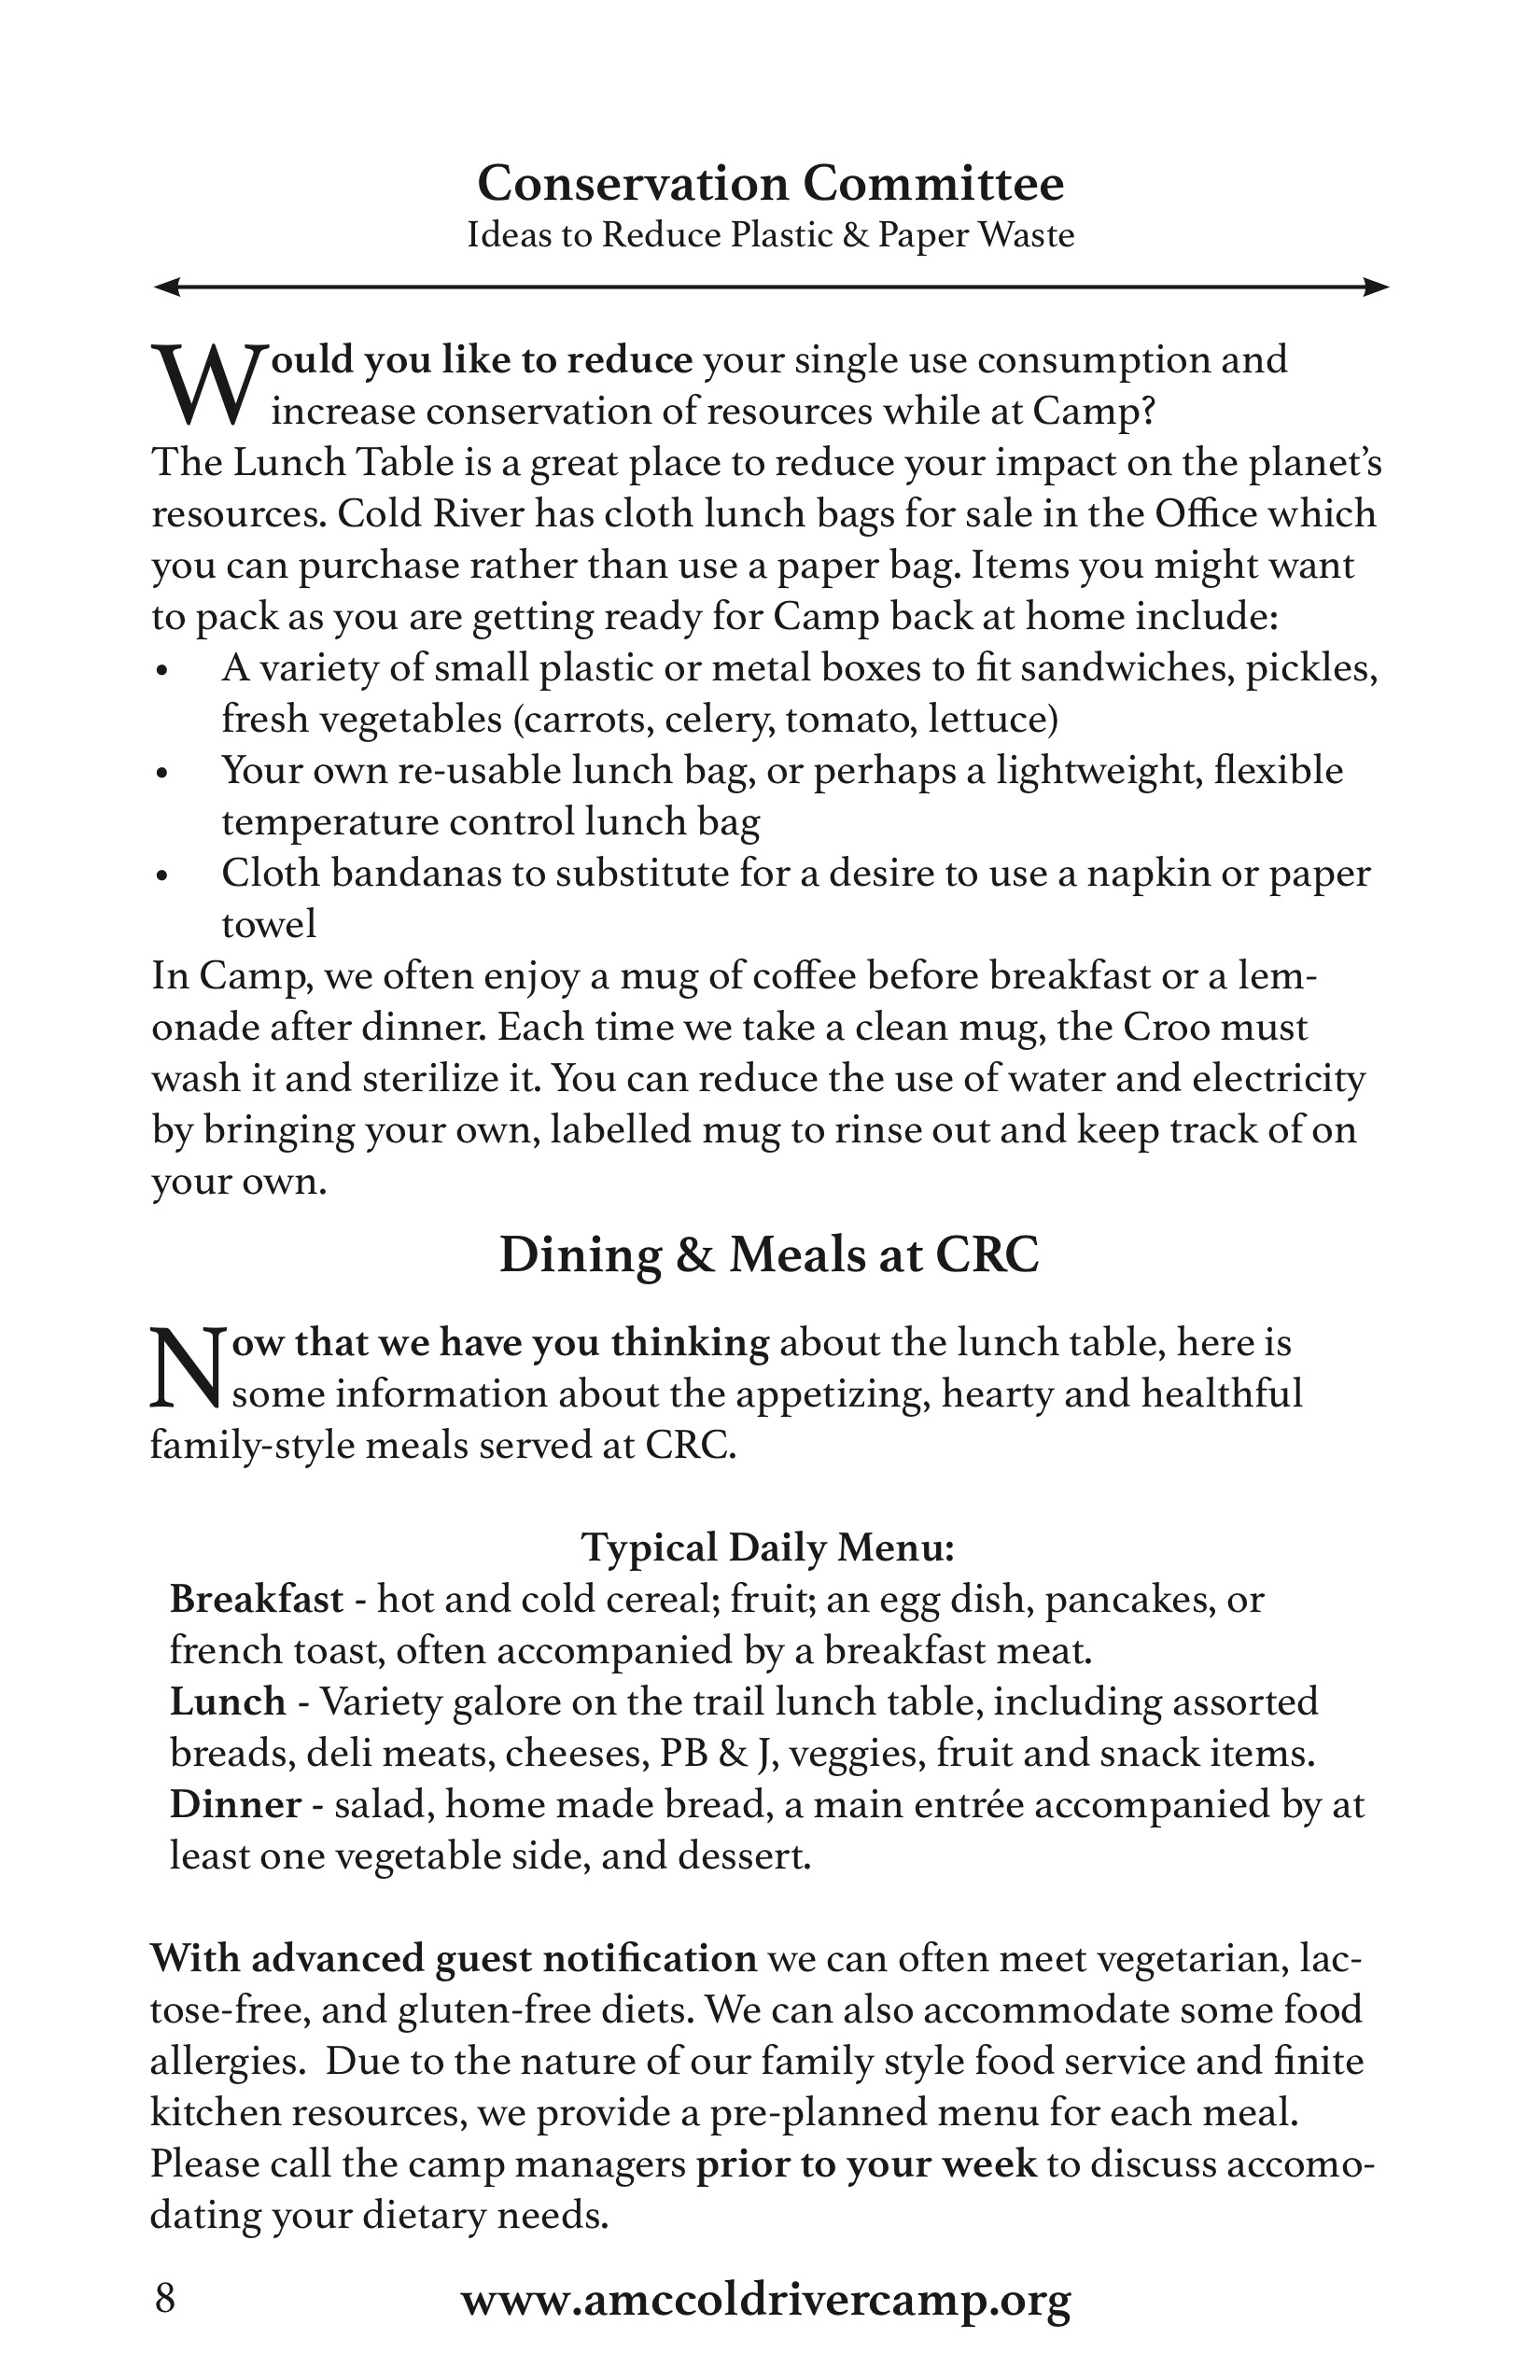 Conservation Committee
Ideas to Reduce Plastic & Paper Waste
Would you like to reduce your single use consumption and
increase conservation of resources while at Camp?
The Lunch Table is a great place to reduce your impact on the planet’s
resources. Cold River has cloth lunch bags for sale in the Office which
you can purchase rather than use a paper bag. Items you might want
to pack as you are getting ready for Camp back at home include:
• A variety of small plastic or metal boxes to fit sandwiches, pickles,
fresh vegetables (carrots, celery, tomato, lettuce)
• Your own re-usable lunch bag, or perhaps a lightweight, flexible
temperature control lunch bag
• Cloth bandanas to substitute for a desire to use a napkin or paper
towel
In Camp, we often enjoy a mug of coffee before breakfast or a lem-
onade after dinner. Each time we take a clean mug, the Croo must
wash it and sterilize it. You can reduce the use of water and electricity
by bringing your own, labelled mug to rinse out and keep track of on
your own.
Dining & Meals at CRC
Now that we have you thinking about the lunch table, here is
some information about the appetizing, hearty and healthful
family-style meals served at CRC.
Typical Daily Menu:
Breakfast - hot and cold cereal; fruit; an egg dish, pancakes, or
french toast, often accompanied by a breakfast meat.
Lunch - Variety galore on the trail lunch table, including assorted
breads, deli meats, cheeses, PB & J, veggies, fruit and snack items.
Dinner - salad, home made bread, a main entrée accompanied by at
least one vegetable side, and dessert.
With advanced guest notification we can often meet vegetarian, lac-
tose-free, and gluten-free diets. We can also accommodate some food
allergies.  Due to the nature of our family style food service and finite
kitchen resources, we provide a pre-planned menu for each meal.
Please call the camp managers prior to your week to discuss accomo-
dating your dietary needs.
8 www.amccoldrivercamp.org